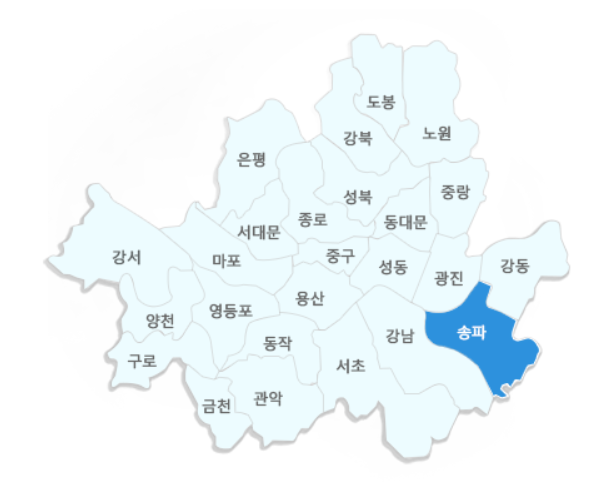 도봉
강북
노원
은평
성북
중랑
종로
동대문
서대문
강서
마포
중구
성동
광진
강동
양천
영등포
용산
송파
구로
동작
강남
서초
금천
관악